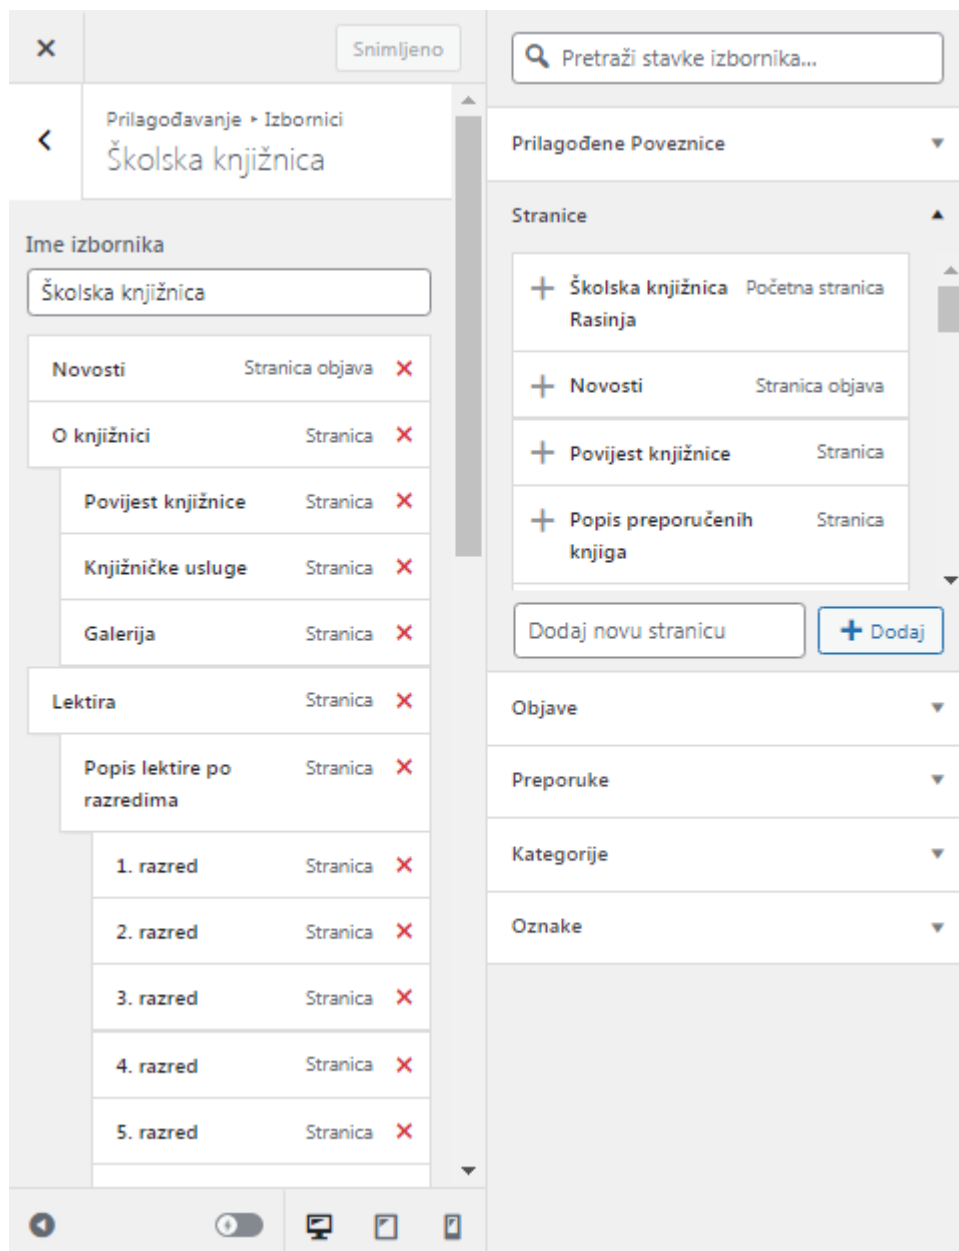 Snimljeno
Prilagođavanje ▸ Izbornici
Školska knjižnica
Ime izbornika
Školska knjižnica
Novosti Stranica objava
O knjižnici Stranica
Povijest knjižnice Stranica
Knjižničke usluge Stranica
Galerija Stranica
Lektira Stranica
Popis lektire po Stranica
razredima
1. razred Stranica
2. razred Stranica
3. razred Stranica
4. razred Stranica
5. razred Stranica
Pretraži stavke izbornika...
Prilagođene Poveznice
Stranice
Školska knjižnica Početna stranica
Rasinja
Novosti Stranica objava
Povijest knjižnice Stranica
Popis preporučenih Stranica
knjiga
Dodaj novu stranicu + Dodaj
Objave
Preporuke
Kategorije
Oznake